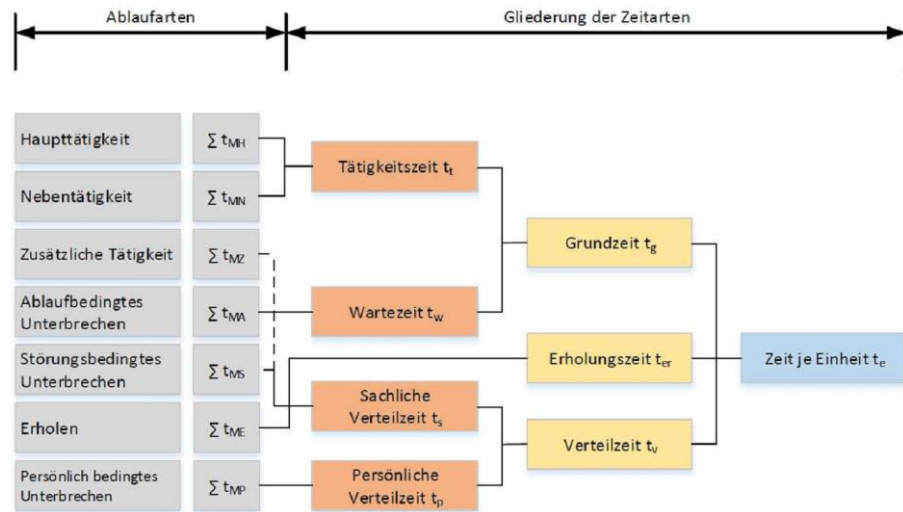 Ablaufarten
Gliederung der Zeitarten
Haupttätigkeit
∑ tMH
Nebentätigkeit
∑ tMN
Zusätzliche Tätigkeit
∑ tMZ
Ablaufbedingtes
Unterbrechen
∑ tMA
Störungsbedingtes
Unterbrechen
∑ tMS
Erholen
∑ tME
Persönlich bedingtes
Unterbrechen
∑ tMP
Tätigkeitszeit tt
Wartezeit tw
Sachliche
Verteilzeit ts
Persönliche
Verteilzeit tp
Grundzeit tg
Erholungszeit ter
Verteilzeit tv
Zeit je Einheit te